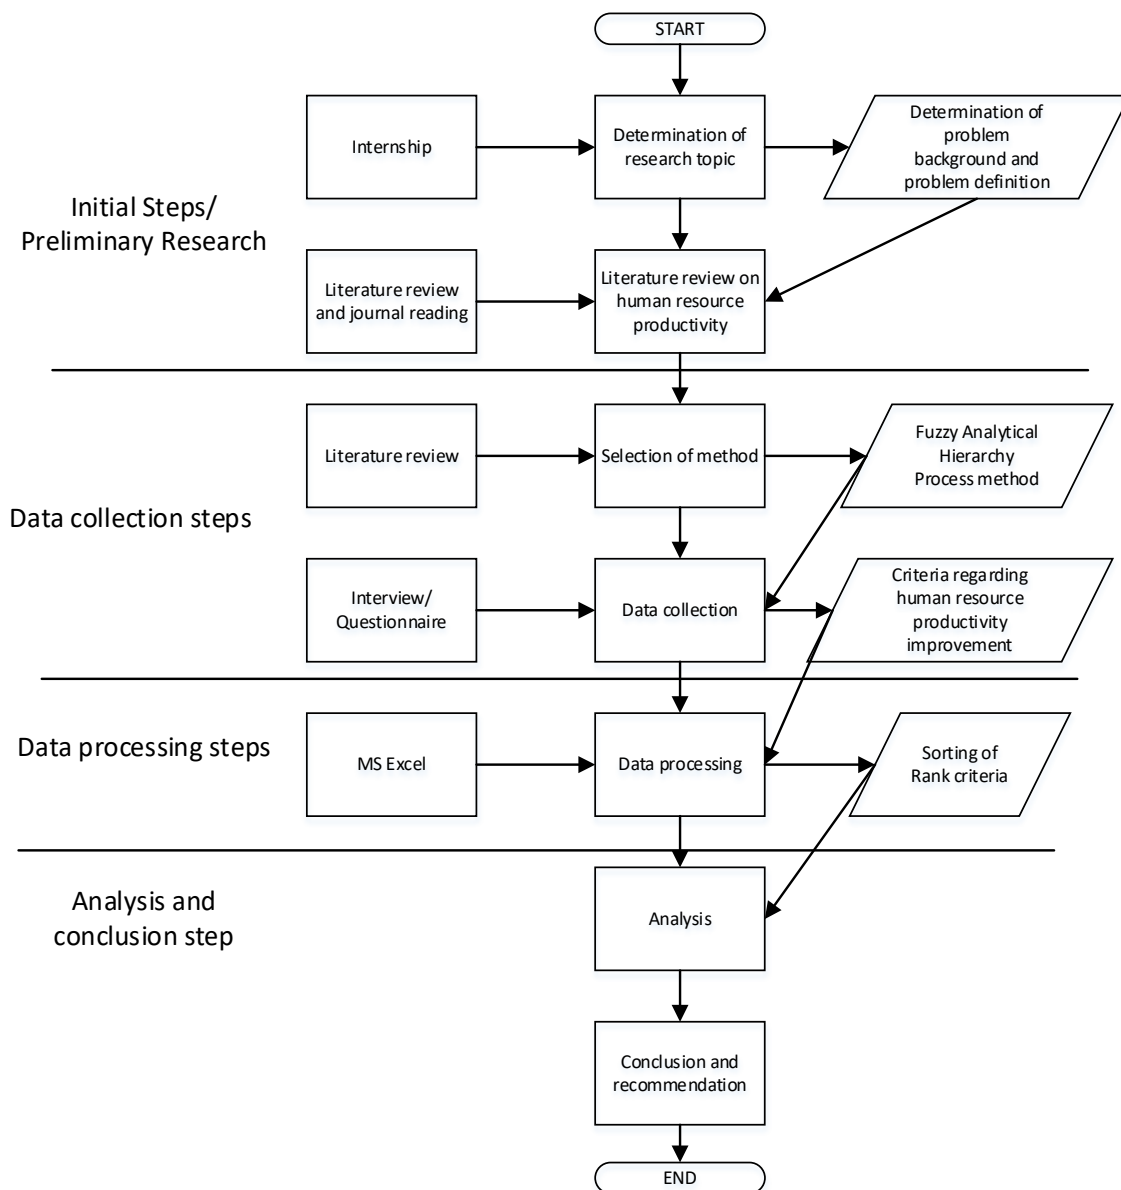 START
Internship
Determination of
research topic
Determination of
problem
background and
problem definition
Initial Steps/
Preliminary Research
Literature review
and journal reading
Literature review on
human resource
productivity
Literature review
Selection of method
Fuzzy Analytical
Hierarchy
Process method
Data collection steps
Interview/
Questionnaire
Data collection
Criteria regarding
human resource
productivity
improvement
Data processing steps
MS Excel
Data processing
Sorting of
Rank criteria
Analysis and
conclusion step
Analysis
Conclusion and
recommendation
END